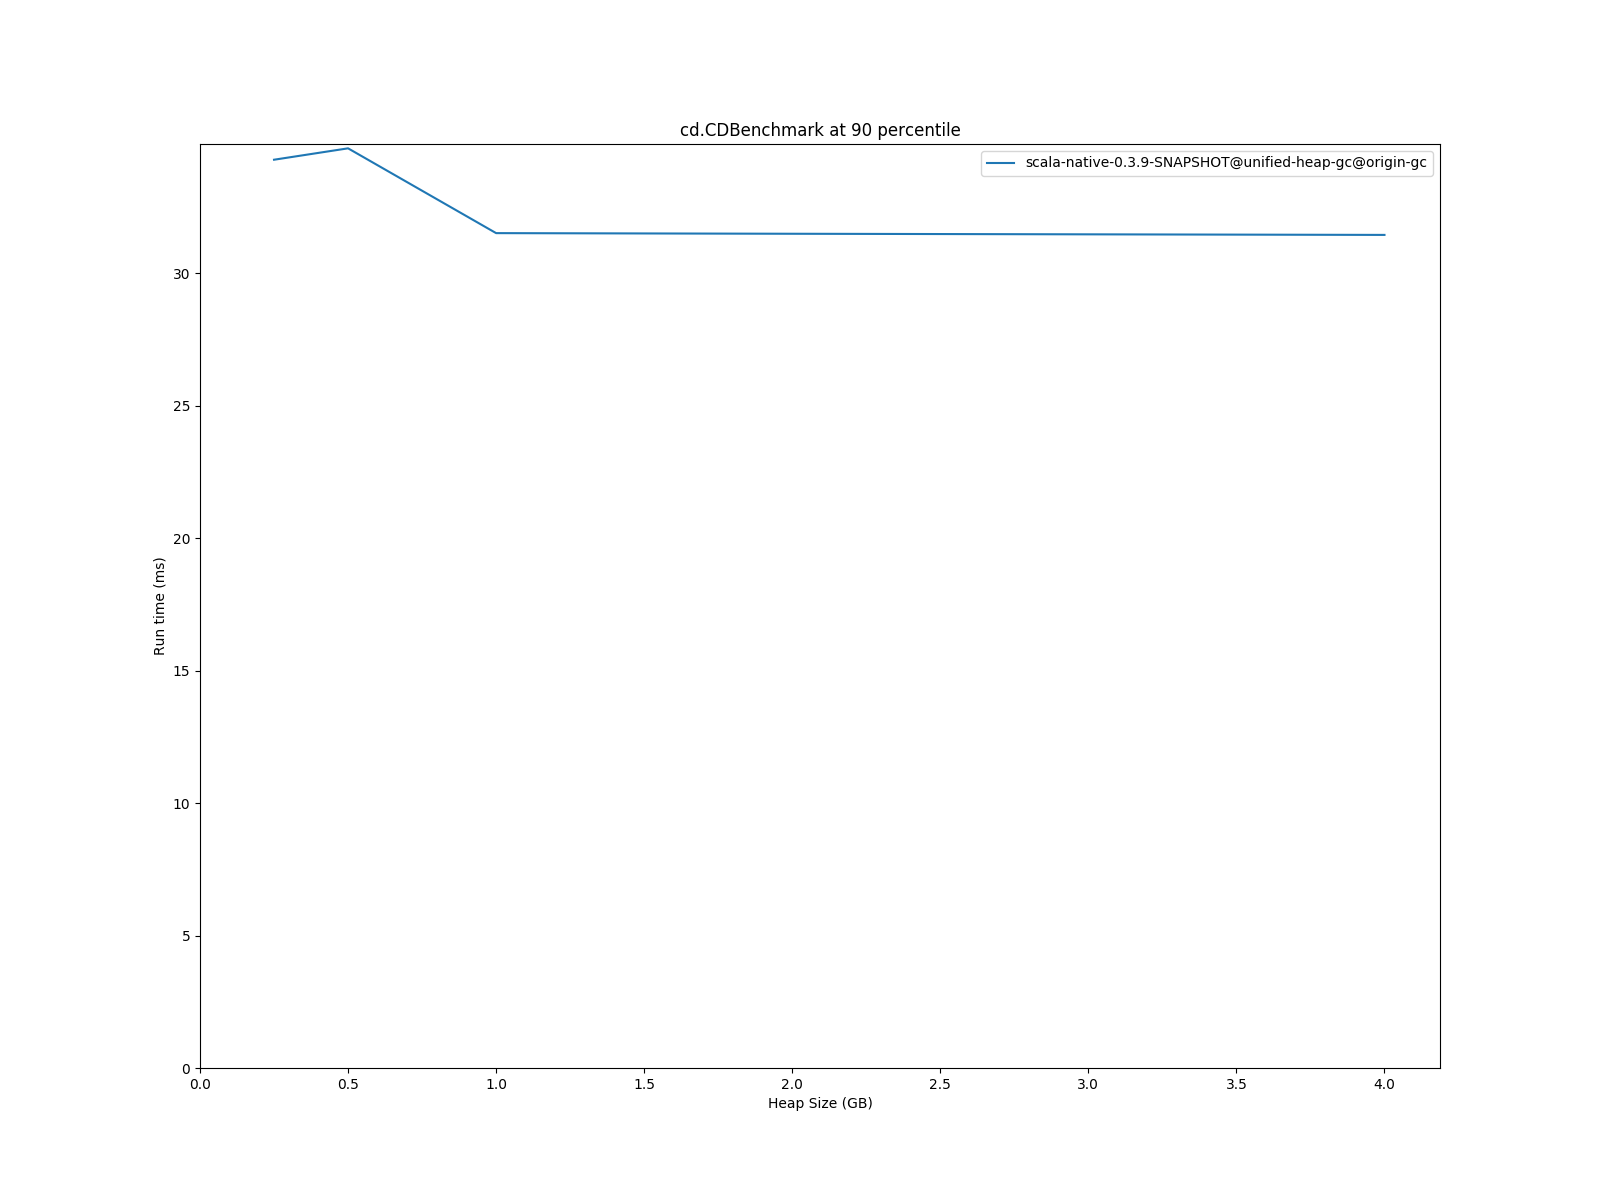 cd.CDBenchmark at 90 percentile
scala-native-0.3.9-SNAPSHOT@unified-heap-gc@origin-gc
30
25
20
15
10
5
0
Run time (ms)
0.0 0.5 1.0 1.5 2.0 2.5 3.0 3.5 4.0
Heap Size (GB)